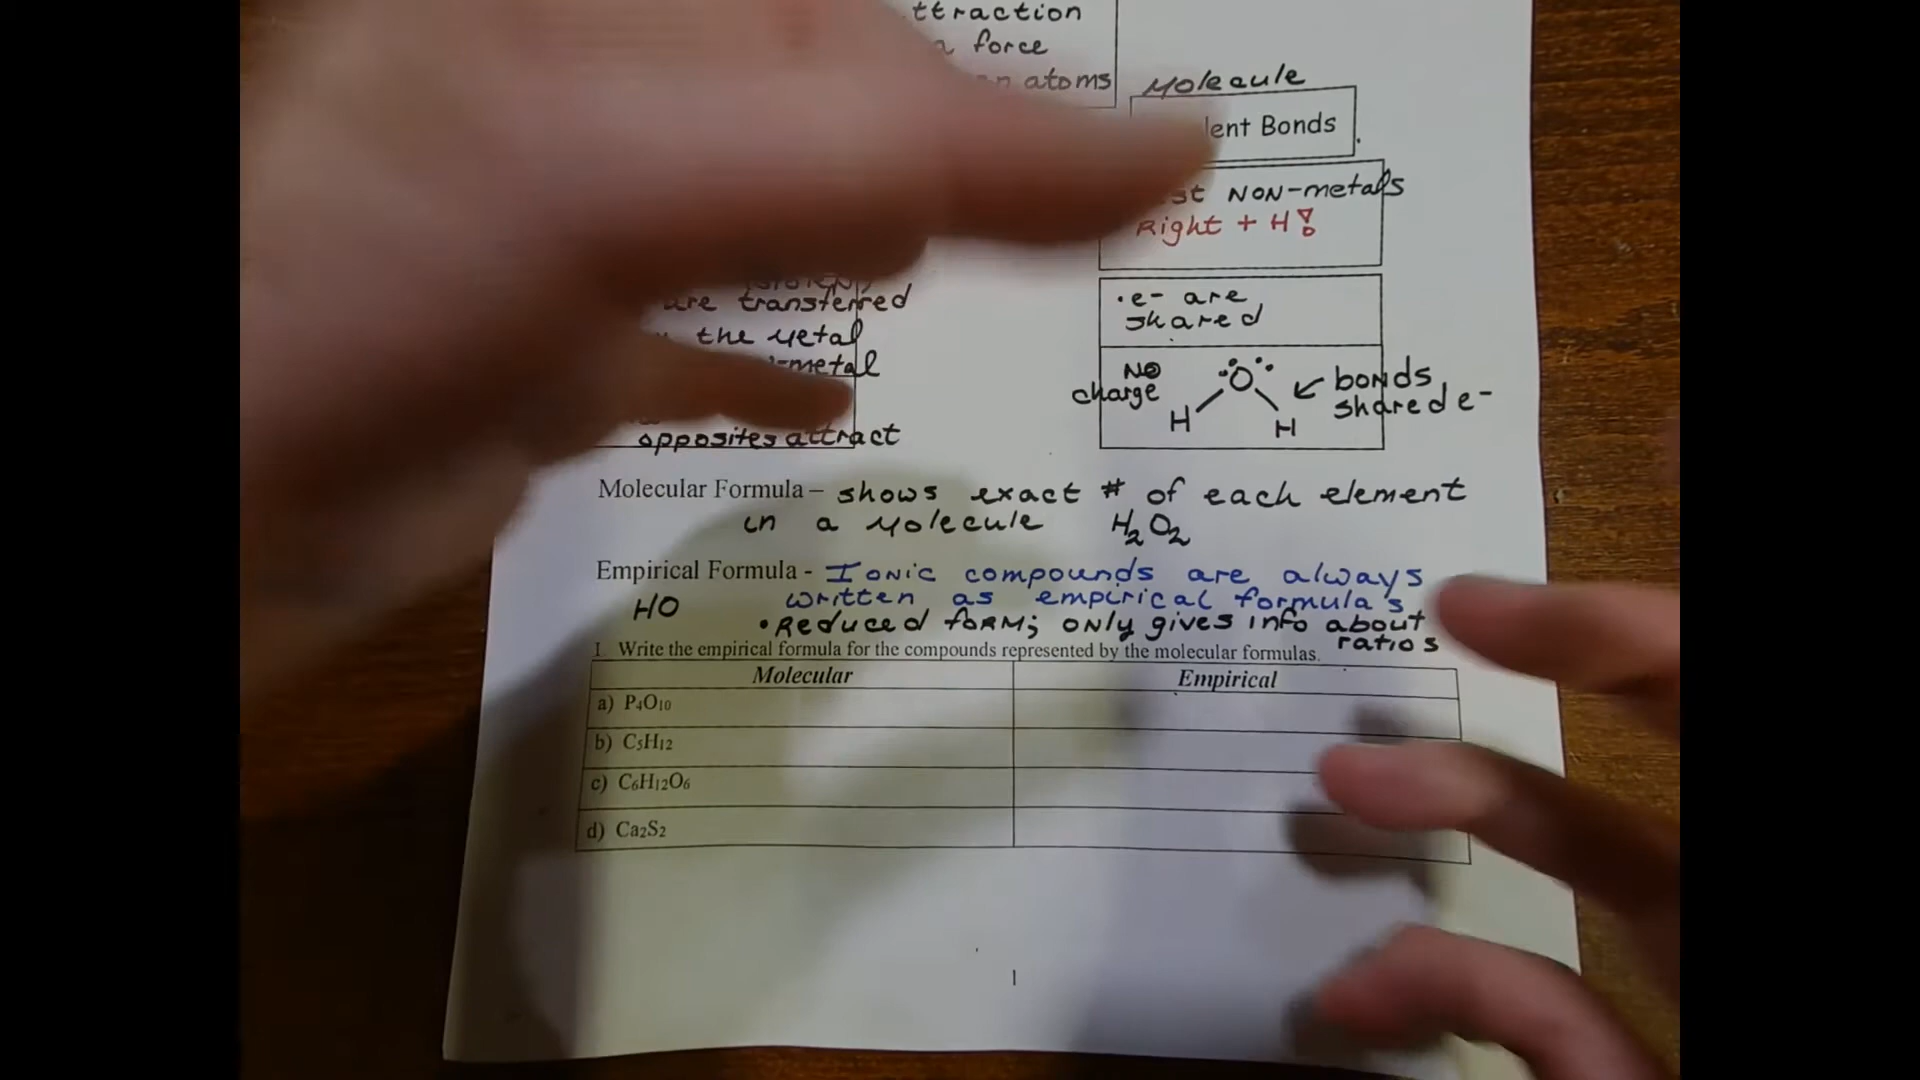 ttraction
a force
n atoms
Molecule
lent Bonds
st NON-metals
Right + H!
are transferred
the Metal
-metal
opposites attract
• e- are
shared
NO
charge
O
H
H
bonds
shared e-
Molecular Formula – shows exact # of each element
in a Molecule H₂O₂
Empirical Formula - Ionic compounds are always
HO written as empirical formula's
• Reduced form; only gives info about
ratios
I. Write the empirical formula for the compounds represented by the molecular formulas.
Molecular Empirical
a) P₄O₁₀
b) C₅H₁₂
c) C₆H₁₂O₆
d) Ca₂S₂
1